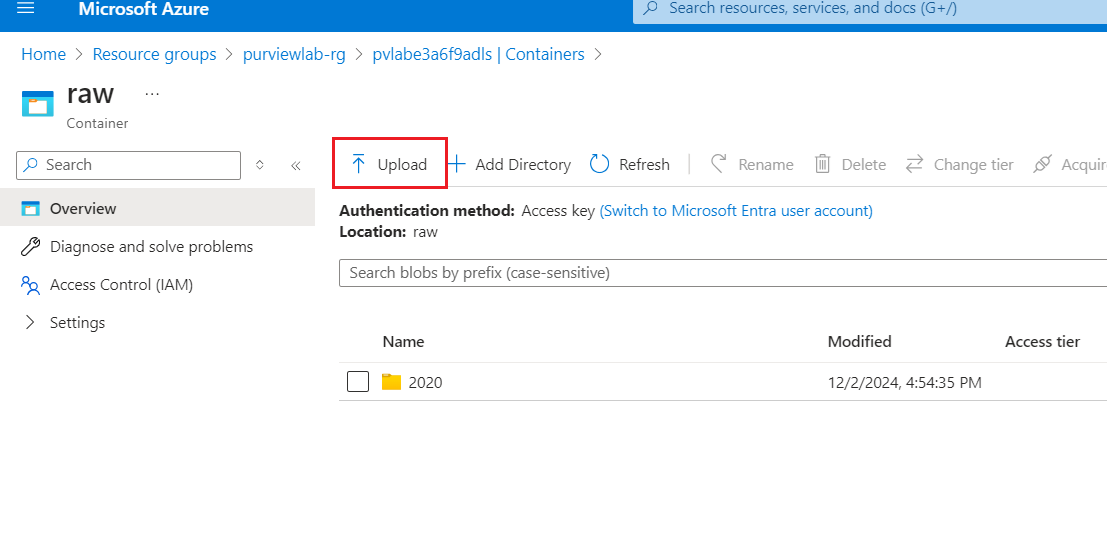 Microsoft Azure
Search resources, services, and docs (G+/)
Home > Resource groups > purviewlab-rg > pvlabe3a6f9adls | Containers >
raw ...
Container
Search
Upload
Add Directory
Refresh
Rename
Delete
Change tier
Acqui
Overview
Diagnose and solve problems
Access Control (IAM)
Settings
Authentication method: Access key (Switch to Microsoft Entra user account)
Location: raw
Search blobs by prefix (case-sensitive)
Name Modified Access tier
2020 12/2/2024, 4:54:35 PM